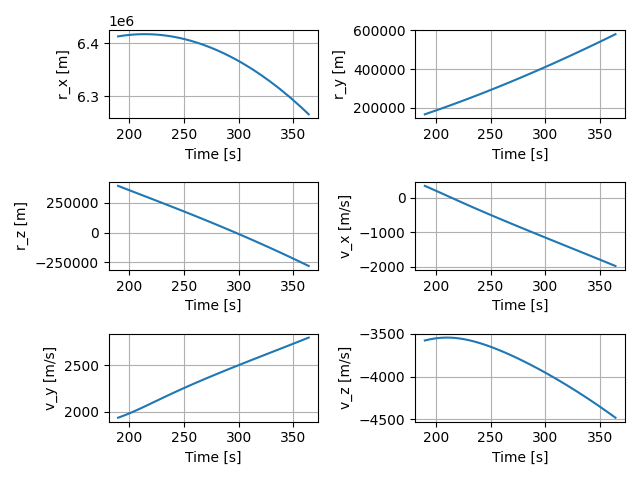 1e6
6.4
6.3
r_x [m]
200 250 300 350
Time [s]
600000
400000
200000
r_y [m]
200 250 300 350
Time [s]
250000
0
−250000
r_z [m]
200 250 300 350
Time [s]
0
−1000
−2000
v_x [m/s]
200 250 300 350
Time [s]
2500
2000
v_y [m/s]
200 250 300 350
Time [s]
−3500
−4000
−4500
v_z [m/s]
200 250 300 350
Time [s]